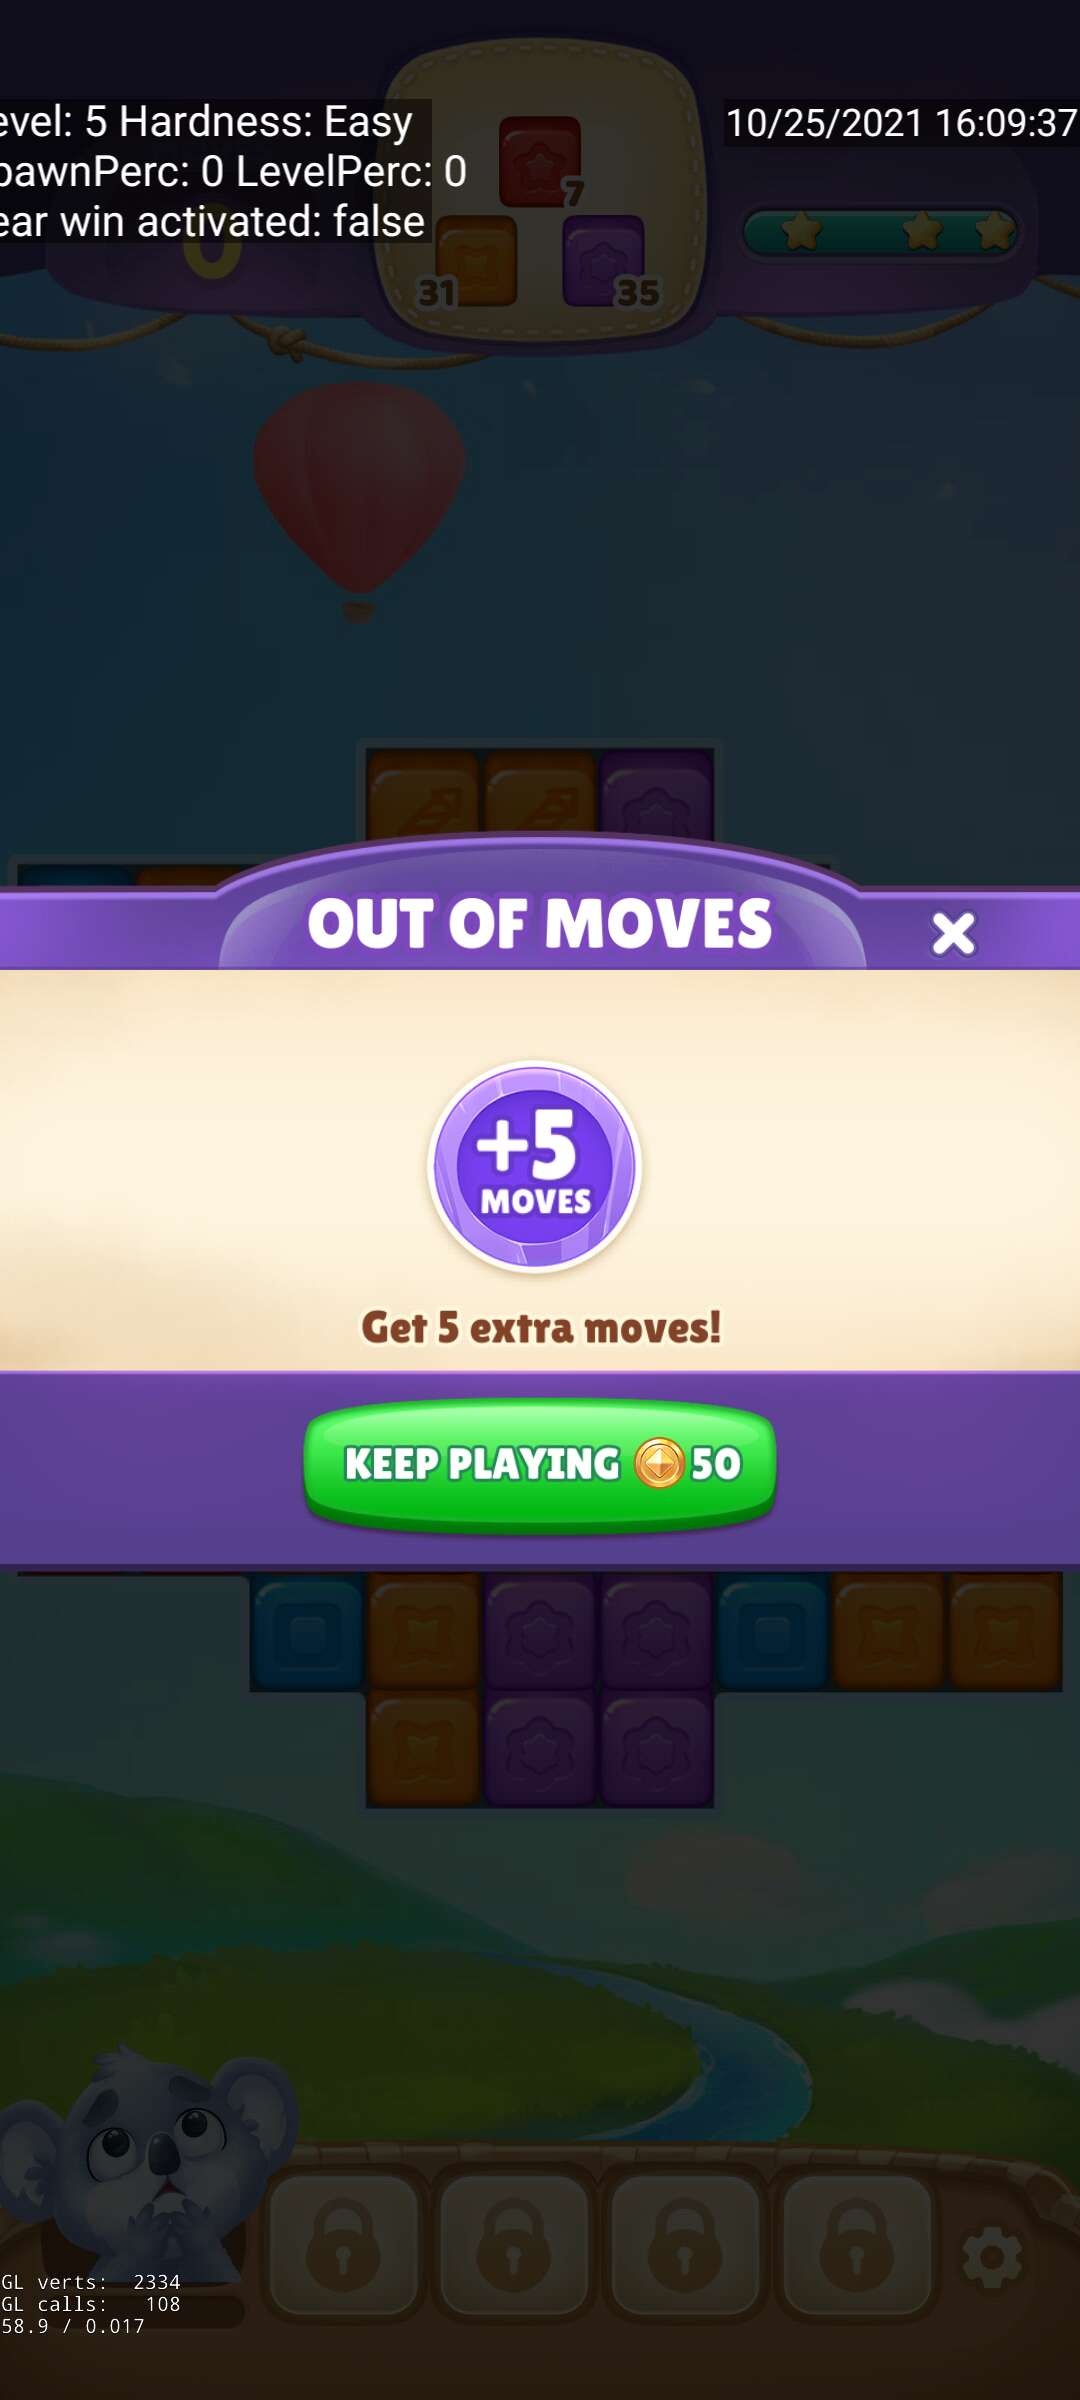 evel: 5 Hardness: Easy
pawnPerc: 0 LevelPerc: 0
ear win activated: false
10/25/2021 16:09:37
0
7
31
35
OUT OF MOVES
+5
MOVES
Get 5 extra moves!
KEEP PLAYING 50
GL verts: 2334
GL calls: 108
58.9 / 0.017